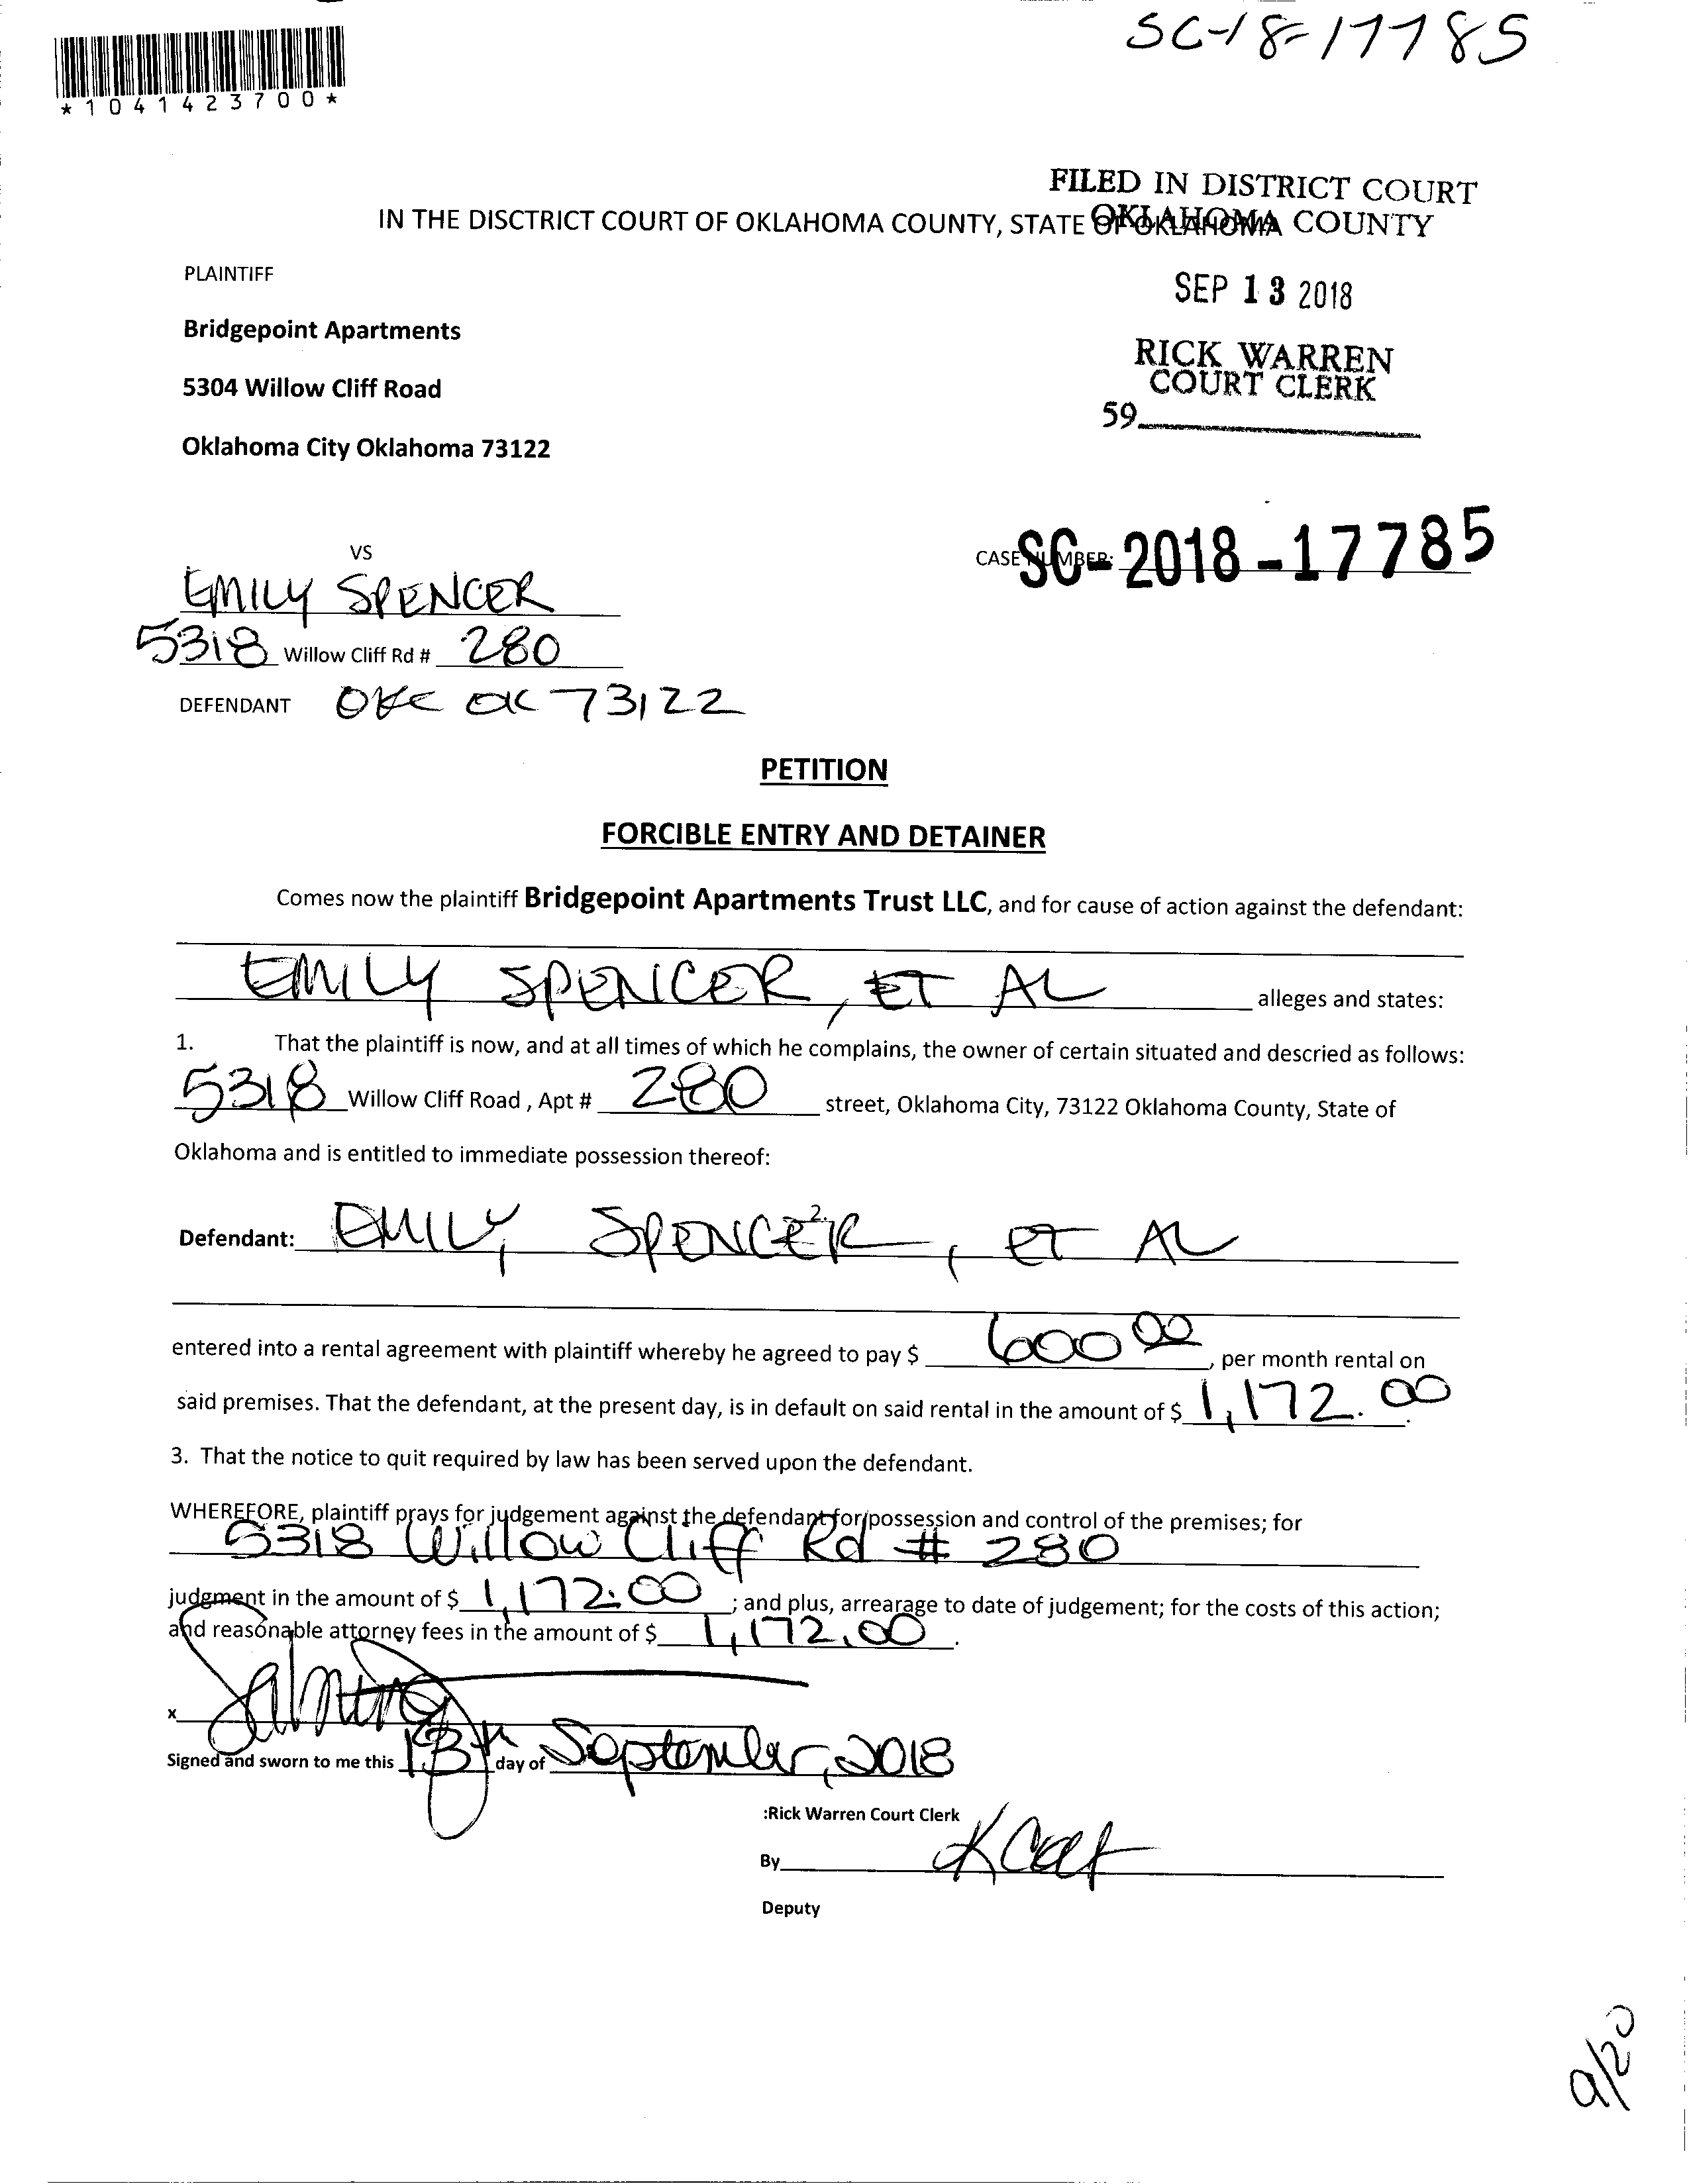 SC-18-17785
*1041423700*
FILED IN DISTRICT COURT
OKLAHOMA COUNTY
IN THE DISCTRICT COURT OF OKLAHOMA COUNTY, STATE OF OKLAHOMA
PLAINTIFF
SEP 13 2018
Bridgepoint Apartments
RICK WARREN
COURT CLERK
5304 Willow Cliff Road
59
Oklahoma City Oklahoma 73122
VS
CASE NUMBER: SC-2018-17785
EMILY SPENCER
5318 Willow Cliff Rd # 280
DEFENDANT OKC OK 73122
PETITION
FORCIBLE ENTRY AND DETAINER
Comes now the plaintiff Bridgepoint Apartments Trust LLC, and for cause of action against the defendant:
EMILY SPENCER, ET AL alleges and states:
1. That the plaintiff is now, and at all times of which he complains, the owner of certain situated and descried as follows:
5318 Willow Cliff Road , Apt # 280 street, Oklahoma City, 73122 Oklahoma County, State of
Oklahoma and is entitled to immediate possession thereof:
2.
Defendant: EMILY SPENCER, ET AL
entered into a rental agreement with plaintiff whereby he agreed to pay $ 600 00, per month rental on
said premises. That the defendant, at the present day, is in default on said rental in the amount of $ 1,172.00.
3. That the notice to quit required by law has been served upon the defendant.
WHEREFORE, plaintiff prays for judgement against the defendant for possession and control of the premises; for
5318 Willow Cliff Rd # 280
judgment in the amount of $ 1,172.00 ; and plus, arrearage to date of judgement; for the costs of this action;
and reasonable attorney fees in the amount of $ 1,172.00.
x
Signed and sworn to me this 13th day of September, 2018
:Rick Warren Court Clerk
By
Deputy
9/20